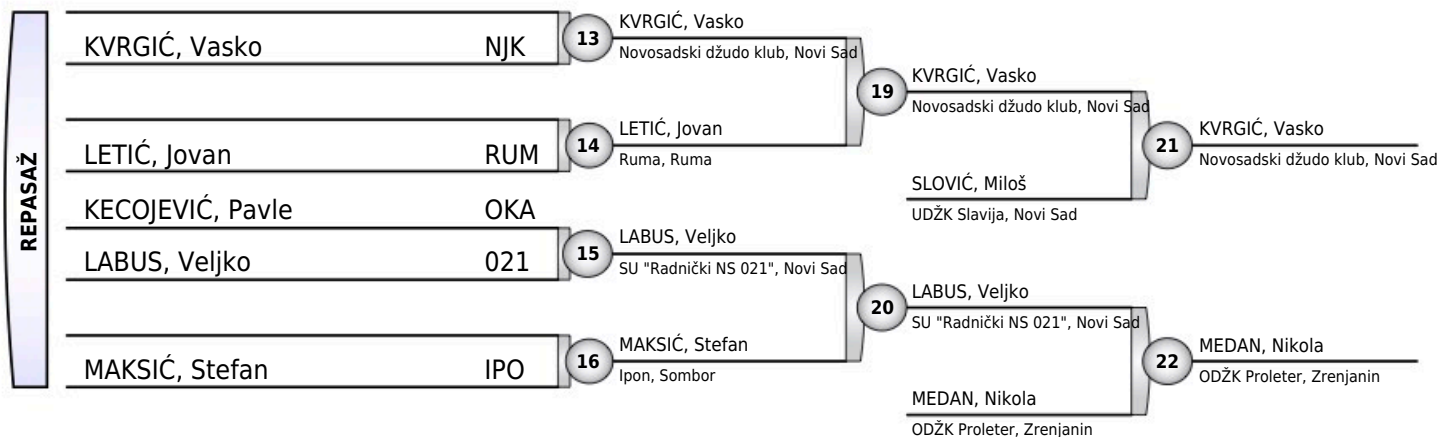 REPASAŽ
KVRGIĆ, Vasko NJK
LETIĆ, Jovan RUM
KECOJEVIĆ, Pavle OKA
LABUS, Veljko 021
MAKSIĆ, Stefan IPO
13
KVRGIĆ, Vasko
Novosadski džudo klub, Novi Sad
14
LETIĆ, Jovan
Ruma, Ruma
15
LABUS, Veljko
SU "Radnički NS 021", Novi Sad
16
MAKSIĆ, Stefan
Ipon, Sombor
19
KVRGIĆ, Vasko
Novosadski džudo klub, Novi Sad
SLOVIĆ, Miloš
UDŽK Slavija, Novi Sad
20
LABUS, Veljko
SU "Radnički NS 021", Novi Sad
MEDAN, Nikola
ODŽK Proleter, Zrenjanin
21
KVRGIĆ, Vasko
Novosadski džudo klub, Novi Sad
22
MEDAN, Nikola
ODŽK Proleter, Zrenjanin